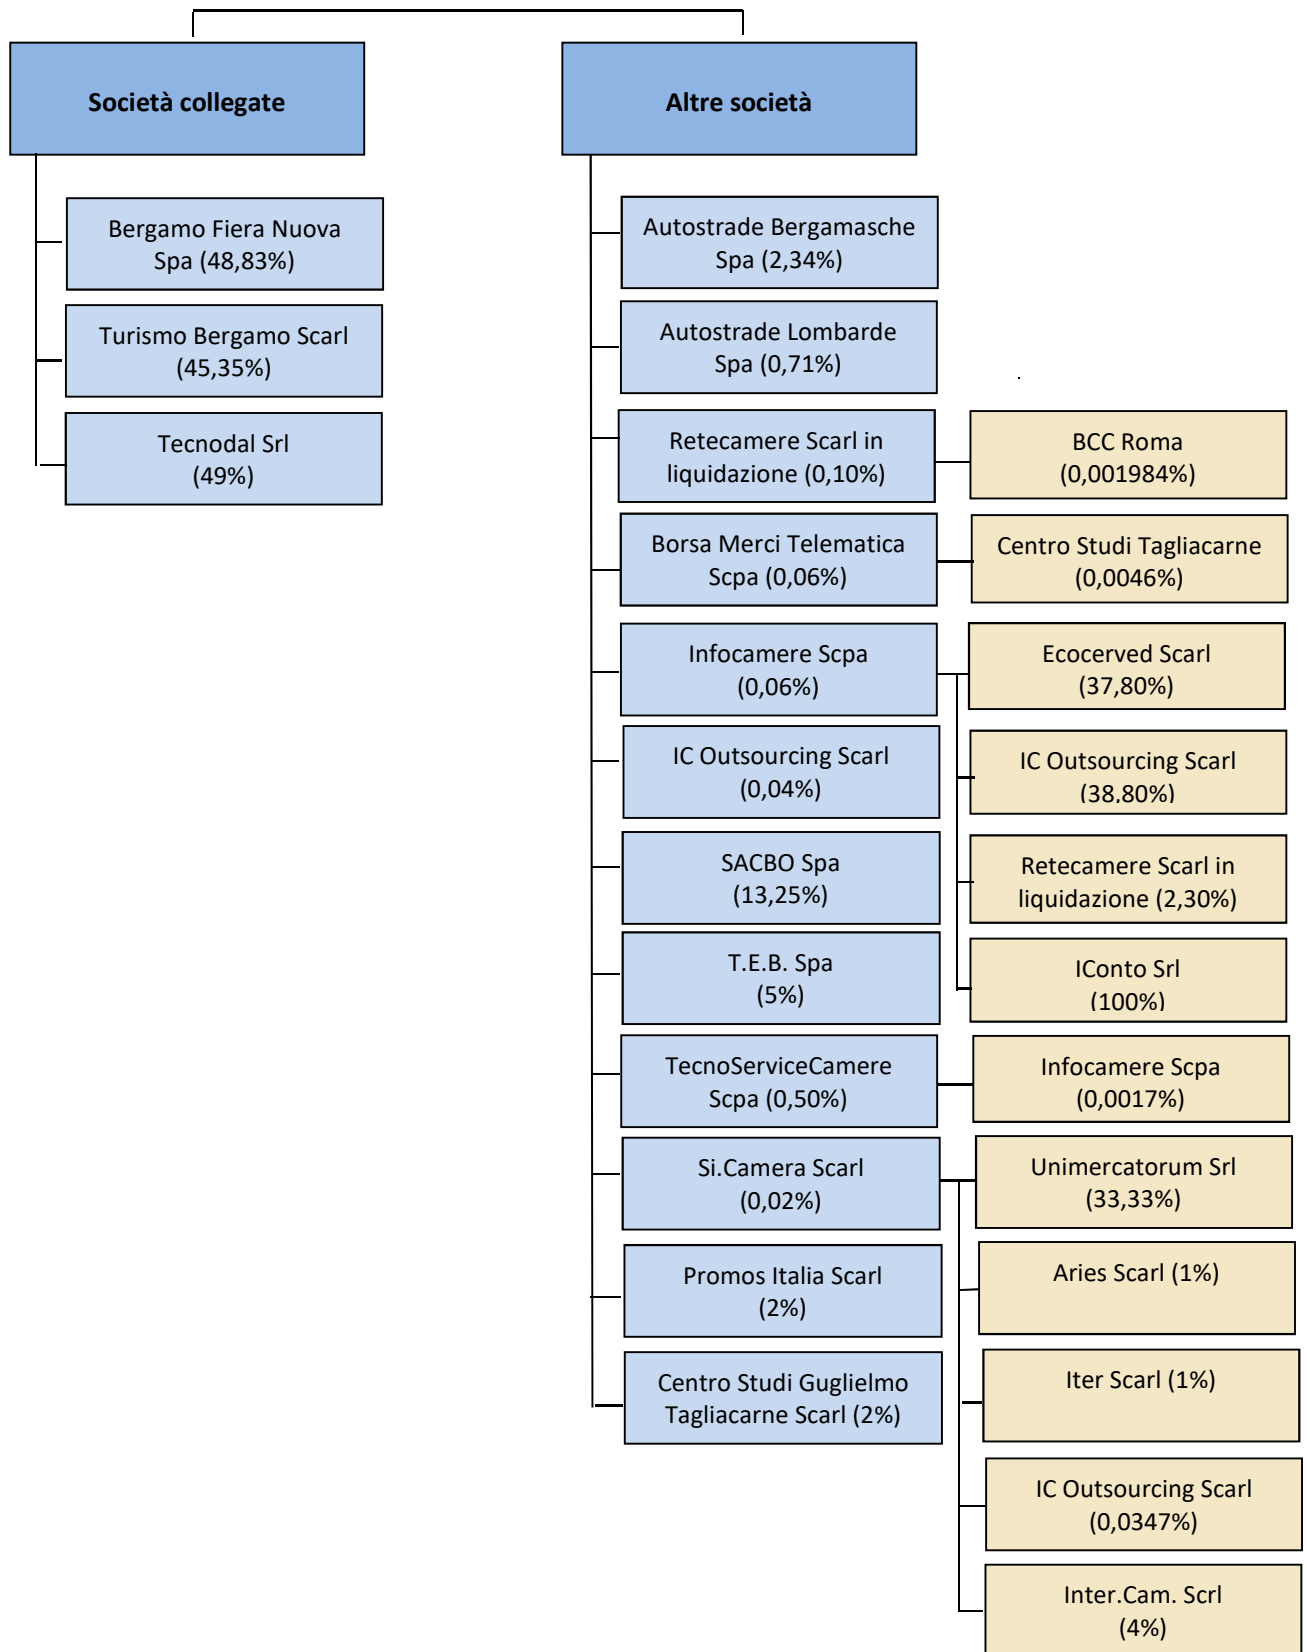 Società collegate
Altre società
Bergamo Fiera Nuova
Spa (48,83%)
Turismo Bergamo Scarl
(45,35%)
Tecnodal Srl
(49%)
Autostrade Bergamasche
Spa (2,34%)
Autostrade Lombarde
Spa (0,71%)
Retecamere Scarl in
liquidazione (0,10%)
BCC Roma
(0,001984%)
Borsa Merci Telematica
Scpa (0,06%)
Centro Studi Tagliacarne
(0,0046%)
Infocamere Scpa
(0,06%)
Ecocerved Scarl
(37,80%)
IC Outsourcing Scarl
(0,04%)
IC Outsourcing Scarl
(38,80%)
SACBO Spa
(13,25%)
Retecamere Scarl in
liquidazione (2,30%)
T.E.B. Spa
(5%)
IConto Srl
(100%)
TecnoServiceCamere
Scpa (0,50%)
Infocamere Scpa
(0,0017%)
Si.Camera Scarl
(0,02%)
Unimercatorum Srl
(33,33%)
Promos Italia Scarl
(2%)
Aries Scarl (1%)
Centro Studi Guglielmo
Tagliacarne Scarl (2%)
Iter Scarl (1%)
IC Outsourcing Scarl
(0,0347%)
Inter.Cam. Scrl
(4%)